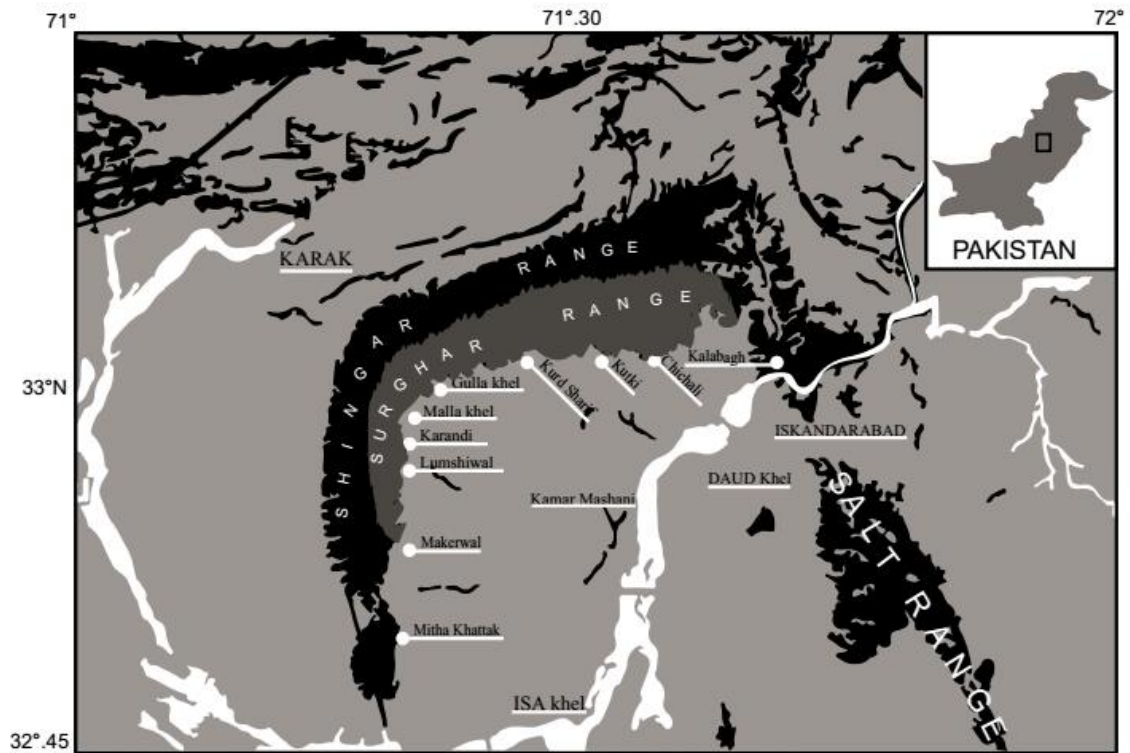 71°
71°.30
72°
PAKISTAN
KARAK
SHINGAR RANGE
SURGHAR RANGE
33°N
Gulla khel
Kurd Sharif
Kutki
Chichali
Kalabagh
Malla khel
Karandi
Lumshiwal
ISKANDARABAD
DAUD Khel
Kamar Mashani
SALT RANGE
Makerwal
Mitha Khattak
ISA khel
32°.45